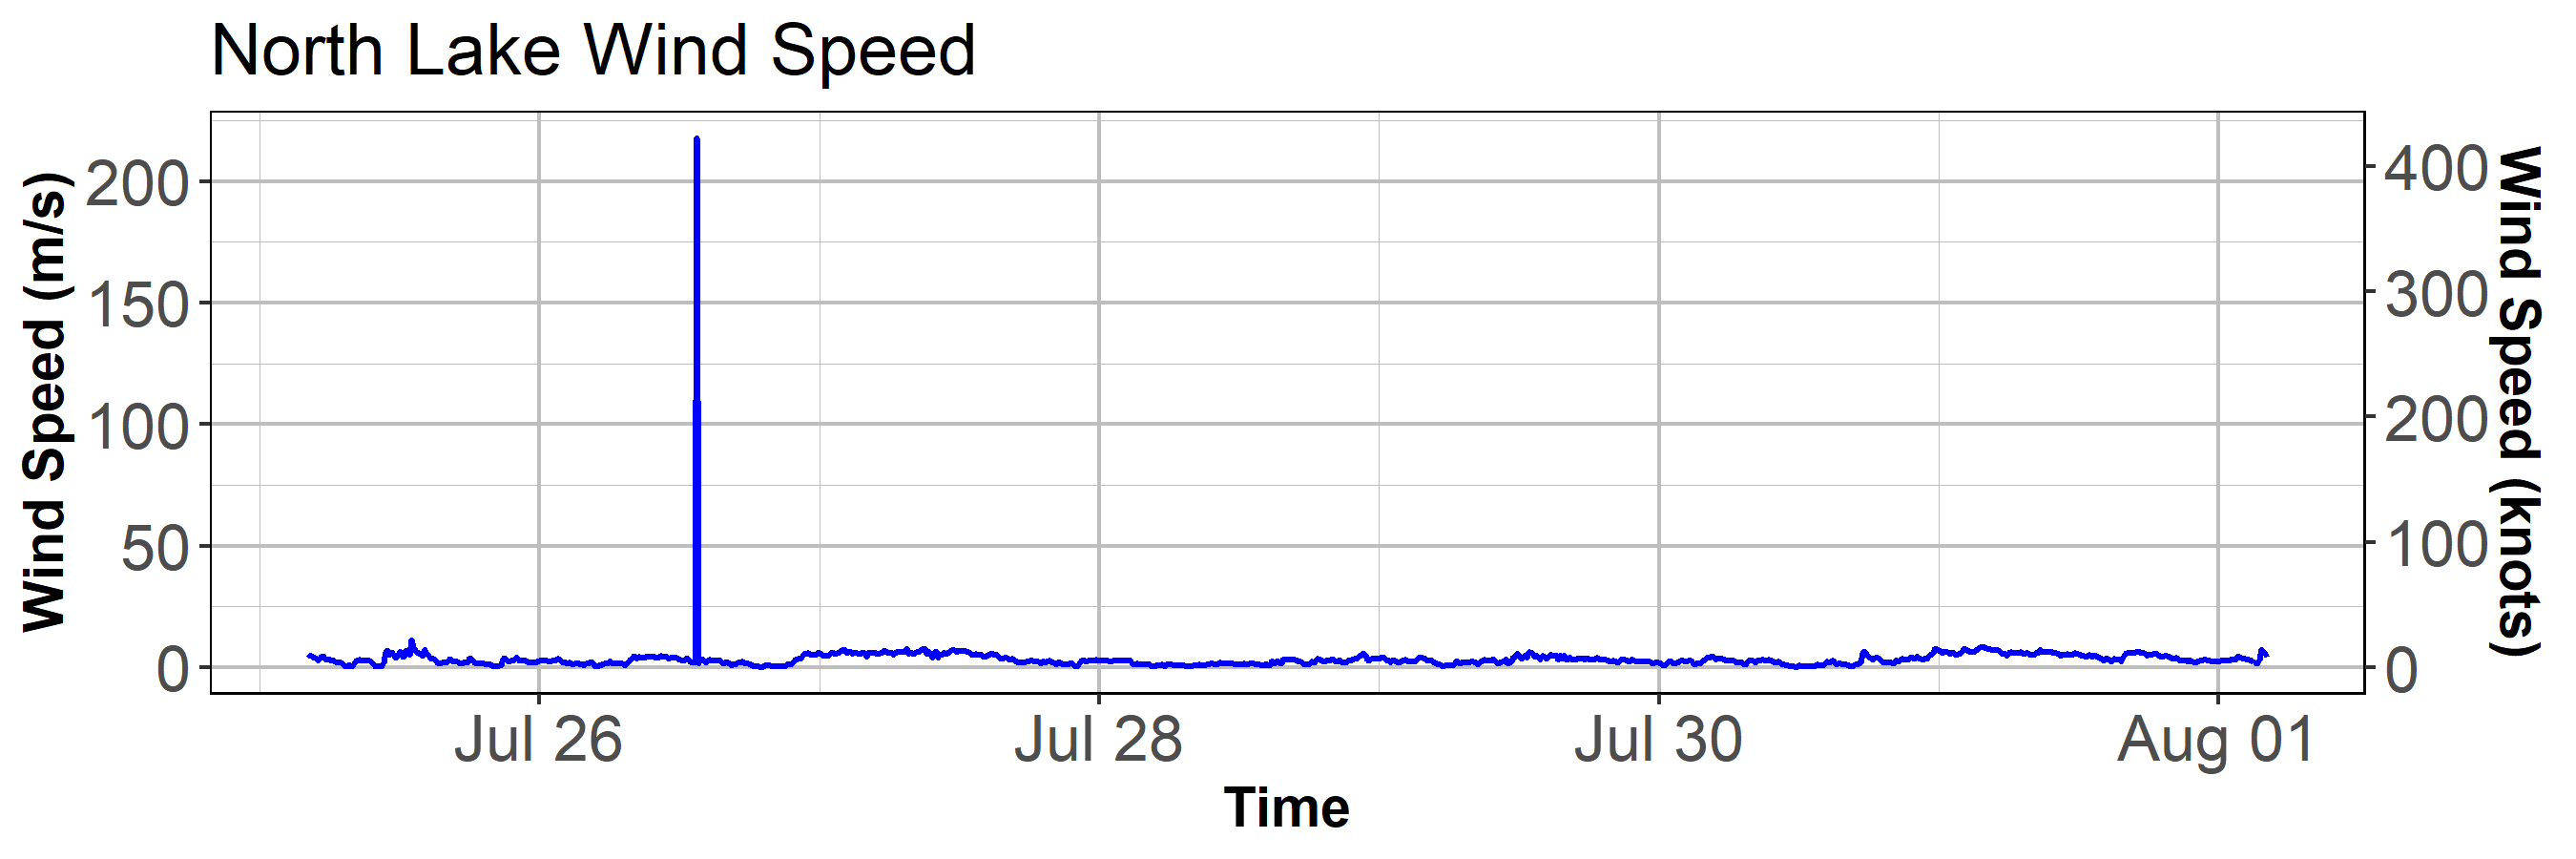 North Lake Wind Speed
Wind Speed (m/s)
200
150
100
50
0
400
300
200
100
0
Wind Speed (knots)
Jul 26
Jul 28
Jul 30
Aug 01
Time